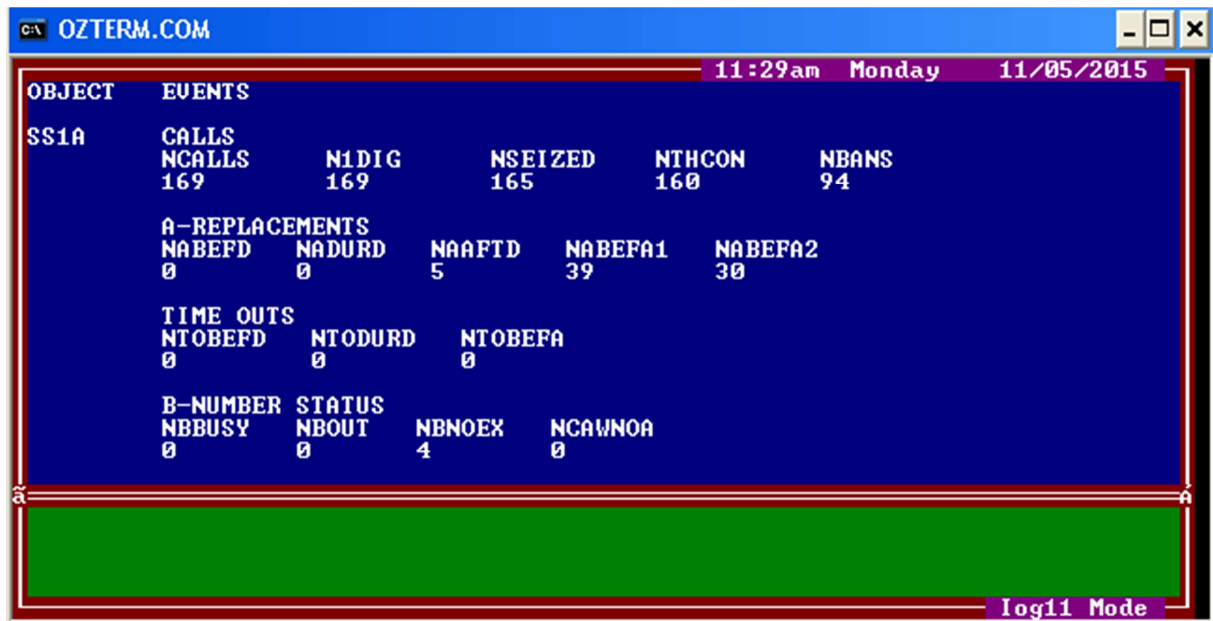 OZTERM.COM
11:29am Monday 11/05/2015
OBJECT EVENTS
SS1A CALLS
NCALLS N1DIG NSEIZED NTHCON NBANS
169 169 165 160 94
A-REPLACEMENTS
NABEFD NADURD NAAFTD NABEFA1 NABEFA2
0 0 5 39 30
TIME OUTS
NTOBEFD NTODURD NTOBEFA
0 0 0
B-NUMBER STATUS
NBBUSY NBOUT NBNOEX NCAWNOA
0 0 4 0
Iog11 Mode